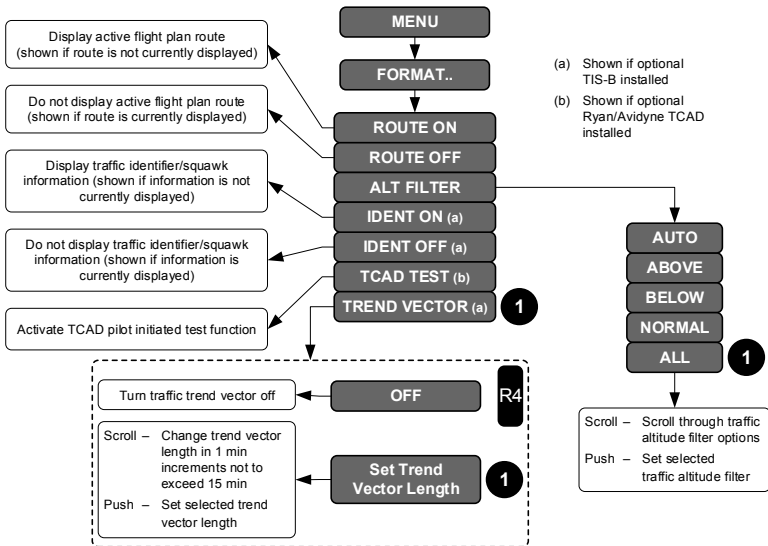 MENU
FORMAT..
Display active flight plan route
(shown if route is not currently displayed)
Do not display active flight plan route
(shown if route is currently displayed)
Display traffic identifier/squawk
information (shown if information is not
currently displayed)
Do not display traffic identifier/squawk
information (shown if information is
currently displayed)
Activate TCAD pilot initiated test function
ROUTE ON
ROUTE OFF
ALT FILTER
IDENT ON (a)
IDENT OFF (a)
TCAD TEST (b)
TREND VECTOR (a)
1
(a) Shown if optional
TIS-B installed
(b) Shown if optional
Ryan/Avidyne TCAD
installed
AUTO
ABOVE
BELOW
NORMAL
ALL
1
Scroll – Scroll through traffic
altitude filter options
Push – Set selected
traffic altitude filter
Turn traffic trend vector off
OFF
R4
Scroll – Change trend vector
length in 1 min
increments not to
exceed 15 min
Push – Set selected trend
vector length
Set Trend
Vector Length
1